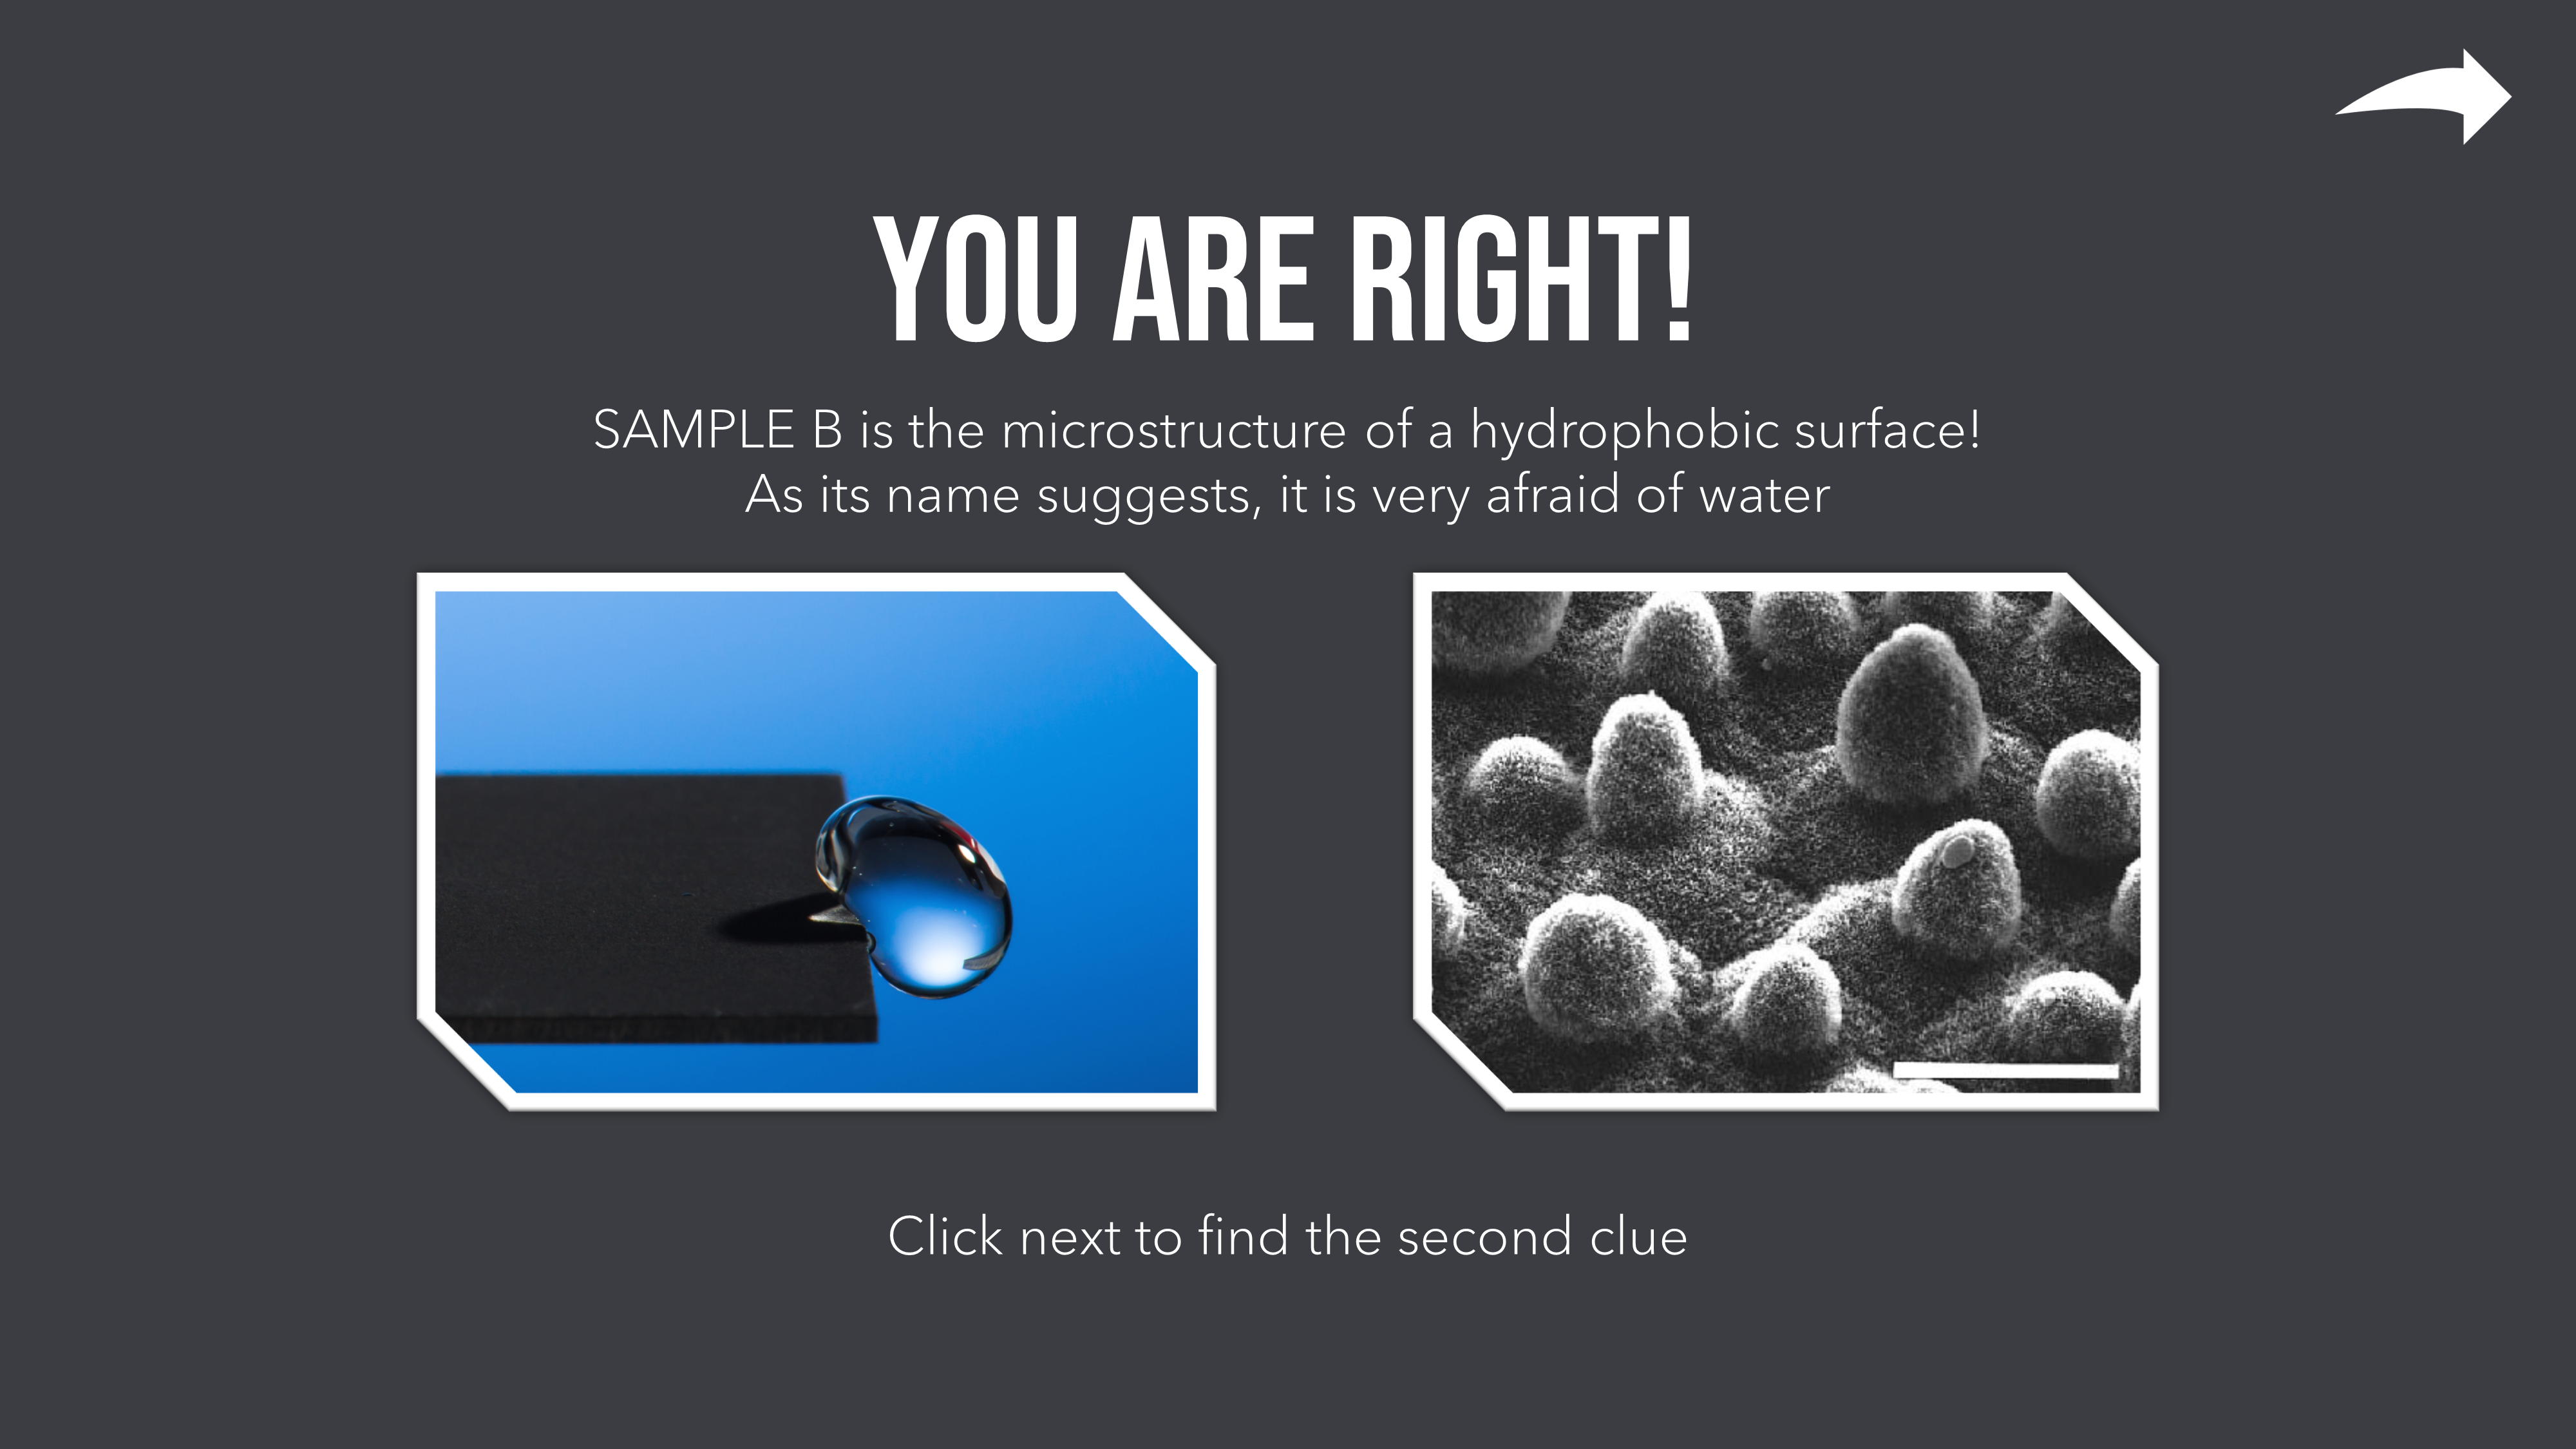 YOU ARE RIGHT!
SAMPLE B is the microstructure of a hydrophobic surface!
As its name suggests, it is very afraid of water
Click next to find the second clue